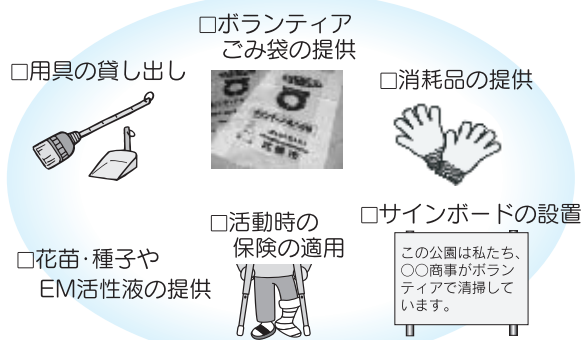 □ボランティア
ごみ袋の提供
□用具の貸し出し
□消耗品の提供
□活動時の
保険の適用
□サインボードの設置
□花苗・種子や
EM活性液の提供
この公園は私たち、
○○商事がボラン
ティアで清掃して
います。